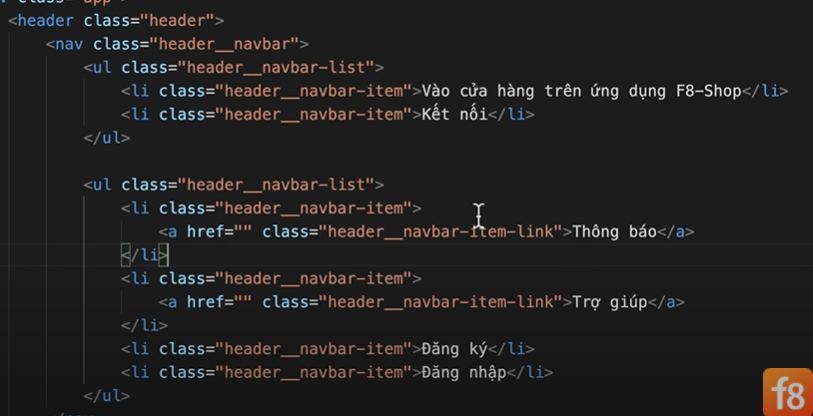 class="app">
<header class="header">
<nav class="header__navbar">
<ul class="header__navbar-list">
<li class="header__navbar-item">Vào cửa hàng trên ứng dụng F8-Shop</li>
<li class="header__navbar-item">Kết nối</li>
</ul>
<ul class="header__navbar-list">
<li class="header__navbar-item">
<a href="" class="header__navbar-item-link">Thông báo</a>
</li>
<li class="header__navbar-item">
<a href="" class="header__navbar-item-link">Trợ giúp</a>
</li>
<li class="header__navbar-item">Đăng ký</li>
<li class="header__navbar-item">Đăng nhập</li>
</ul>
f8